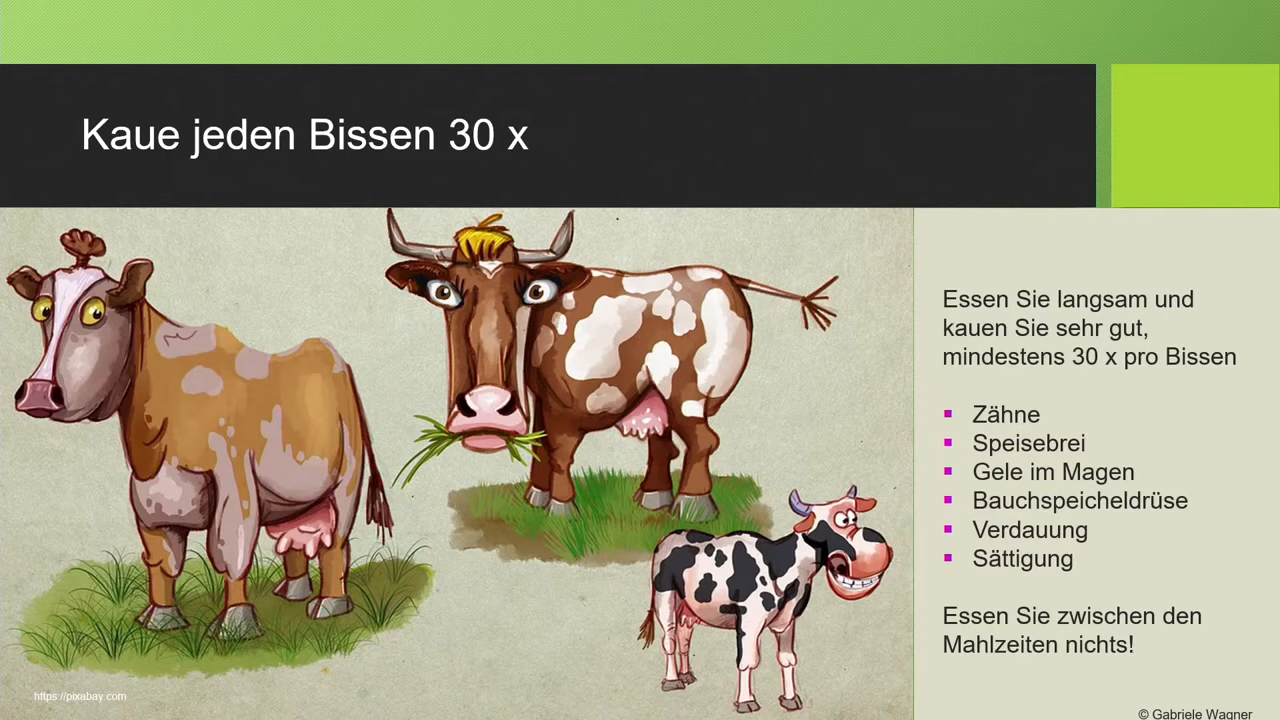 Kaue jeden Bissen 30 x
Essen Sie langsam und
kauen Sie sehr gut,
mindestens 30 x pro Bissen
Zähne
Speisebrei
Gele im Magen
Bauchspeicheldrüse
Verdauung
Sättigung
Essen Sie zwischen den
Mahlzeiten nichts!
https://pixabay.com
© Gabriele Wagner